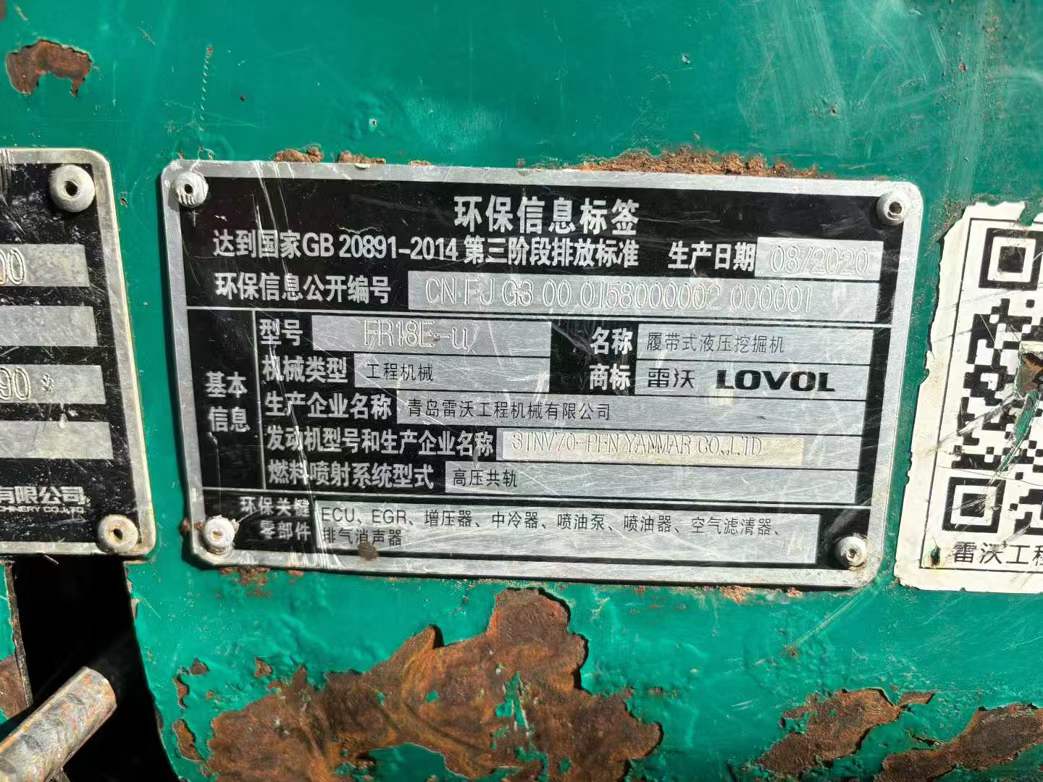 00
90*
有限公司
环保信息标签
达到国家GB 20891-2014 第三阶段排放标准 生产日期 08/2020
环保信息公开编号 CN FJ G3 00 0158000002 000001
基本信息
型号 FR18E-u 名称 履带式液压挖掘机
机械类型 工程机械 商标 雷沃 LOVOL
生产企业名称 青岛雷沃工程机械有限公司
发动机型号和生产企业名称 YANMAR CO.,LTD
燃料喷射系统型式 高压共轨
环保关键 ECU、EGR、增压器、中冷器、喷油泵、喷油器、空气滤清器、
零部件 排气消声器
雷沃工程